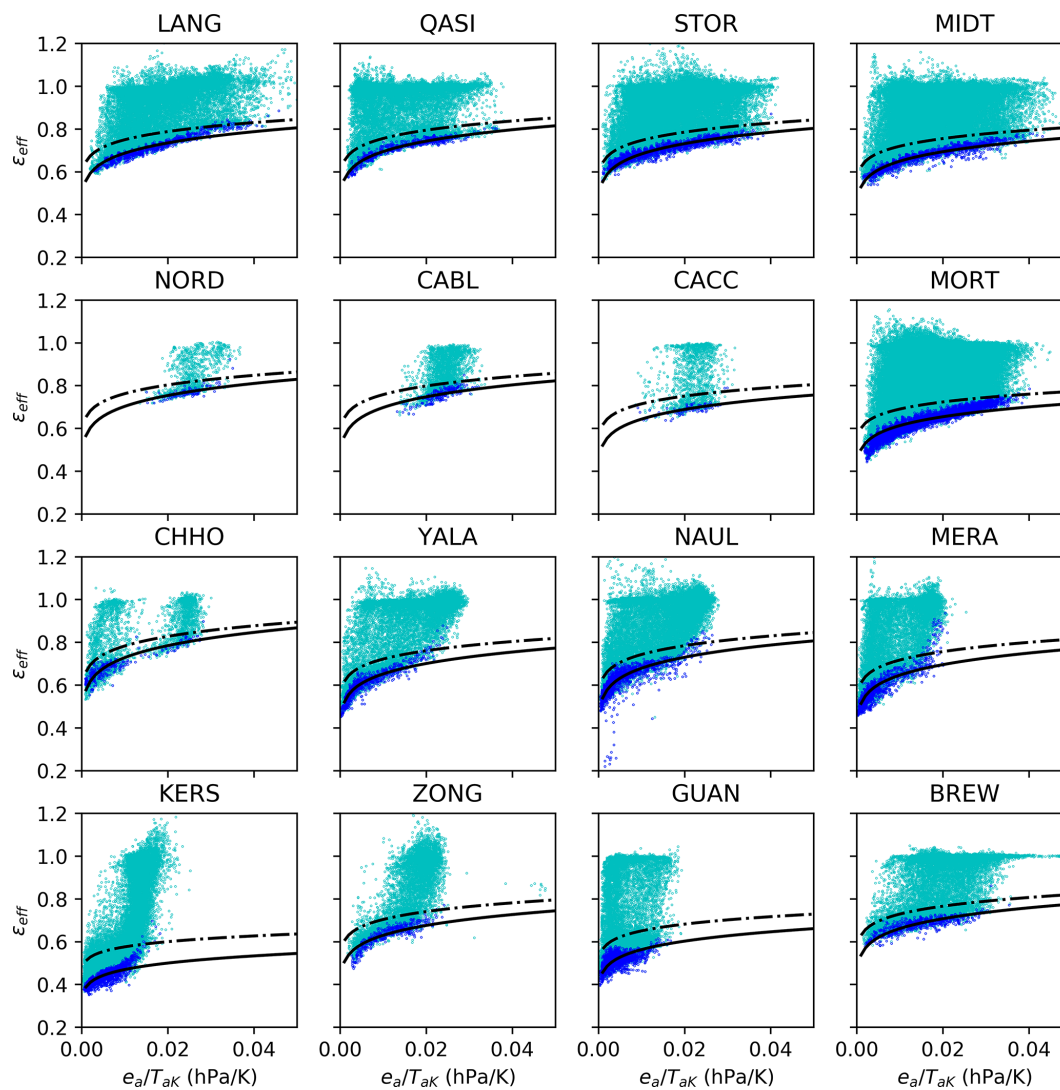 LANG QASI STOR MIDT
1.2
1.0
0.8
0.6
0.4
0.2
ε_eff
NORD CABL CACC MORT
1.2
1.0
0.8
0.6
0.4
0.2
ε_eff
CHHO YALA NAUL MERA
1.2
1.0
0.8
0.6
0.4
0.2
ε_eff
KERS ZONG GUAN BREW
1.2
1.0
0.8
0.6
0.4
0.2
ε_eff
0.00 0.02 0.04 0.00 0.02 0.04 0.00 0.02 0.04 0.00 0.02 0.04
e_a/T_aK (hPa/K) e_a/T_aK (hPa/K) e_a/T_aK (hPa/K) e_a/T_aK (hPa/K)